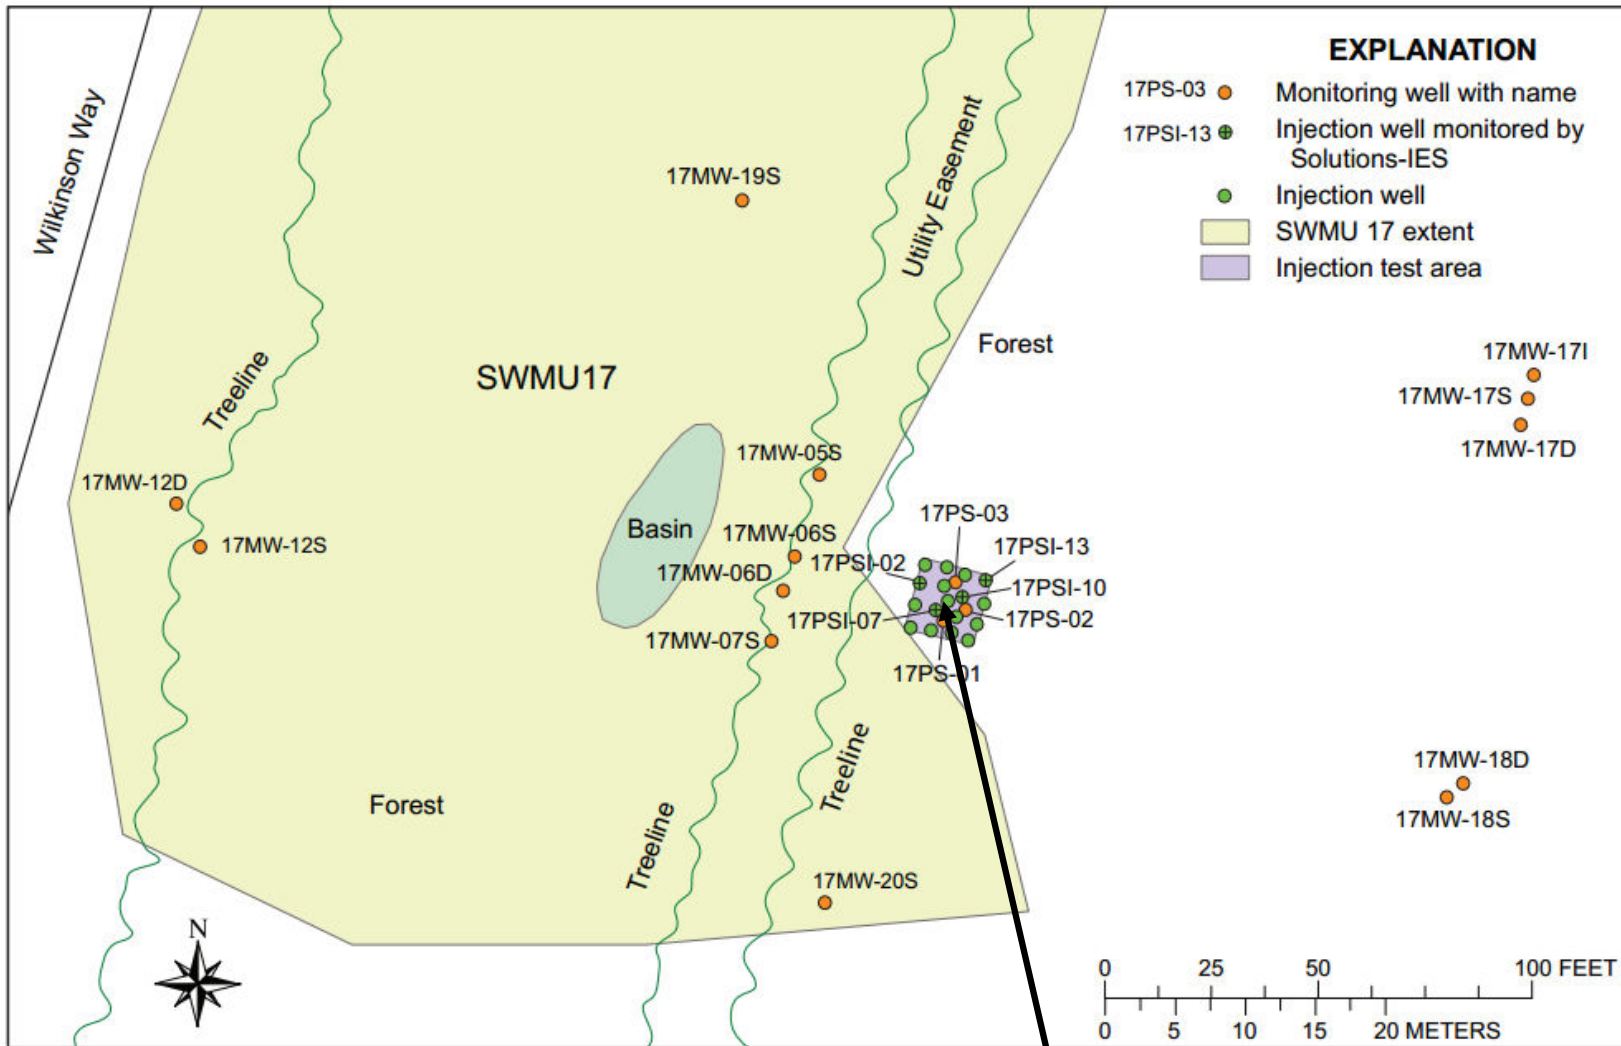 EXPLANATION
17PS-03 Monitoring well with name
17PSI-13 Injection well monitored by
Solutions-IES
Injection well
SWMU 17 extent
Injection test area
Wilkinson Way
17MW-19S
Utility Easement
Forest
Treeline
SWMU17
17MW-17I
17MW-17S
17MW-17D
17MW-05S
17MW-12D
17MW-12S
Basin
17PS-03
17MW-06S
17PSI-13
17PSI-02
17MW-06D
17PSI-10
17PSI-07
17PS-02
17MW-07S
17PS-01
Treeline
Treeline
Forest
17MW-18D
17MW-18S
17MW-20S
N
0 25 50 100 FEET
0 5 10 15 20 METERS